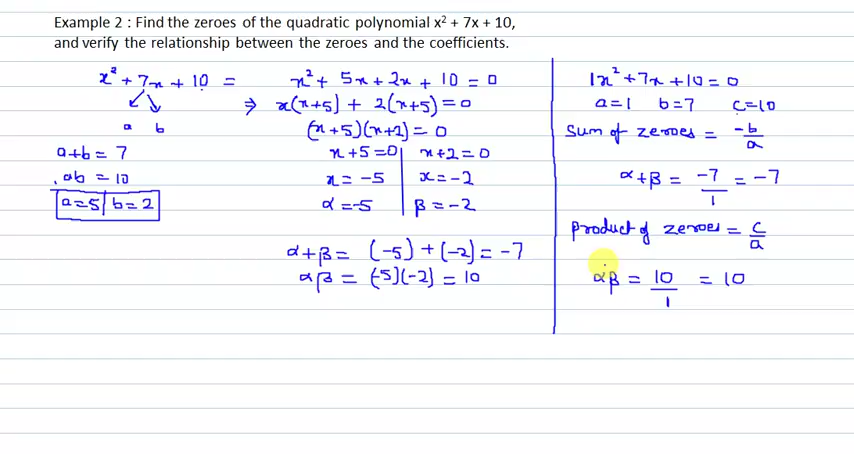 Example 2 : Find the zeroes of the quadratic polynomial x² + 7x + 10,
and verify the relationship between the zeroes and the coefficients.
x² + 7x + 10 =
a b
a+b = 7
ab = 10
a=5 | b=2
x² + 5x + 2x + 10 = 0
⇒ x(x+5) + 2(x+5) = 0
(x+5)(x+2) = 0
x+5=0 | x+2=0
x = -5 | x = -2
α = -5 | β = -2
α+β = (-5) + (-2) = -7
αβ = (-5)(-2) = 10
1x² + 7x + 10 = 0
a=1 b=7 c=10
Sum of zeroes = -b/a
α+β = -7/1 = -7
Product of zeroes = c/a
αβ = 10/1 = 10